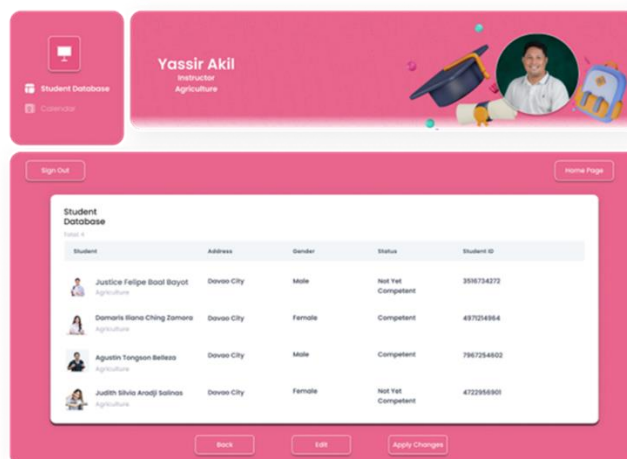 Yassir Akil
Instructor
Agriculture
Student Database
Calendar
Sign Out
Home Page
Student
Database
Total: 4
Student Address Gender Status Student ID
Justice Felipe Baal Bayot Davao City Male Not Yet Competent 3516734272
Agriculture
Damaris Iliana Ching Zamora Davao City Female Competent 4971214964
Agriculture
Agustin Tongson Belleza Davao City Male Competent 7967254602
Agriculture
Judith Silvia Aradji Salinas Davao City Female Not Yet Competent 4722956901
Agriculture
Back Edit Apply Changes